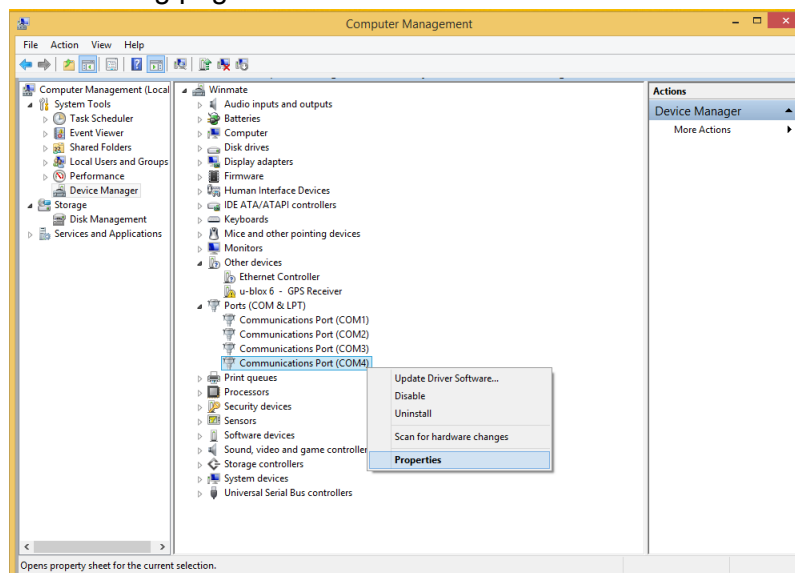 Computer Management
File Action View Help
Computer Management (Local
System Tools
Task Scheduler
Event Viewer
Shared Folders
Local Users and Groups
Performance
Device Manager
Storage
Disk Management
Services and Applications
Winmate
Audio inputs and outputs
Batteries
Computer
Disk drives
Display adapters
Firmware
Human Interface Devices
IDE ATA/ATAPI controllers
Keyboards
Mice and other pointing devices
Monitors
Other devices
Ethernet Controller
u-blox 6 - GPS Receiver
Ports (COM & LPT)
Communications Port (COM1)
Communications Port (COM2)
Communications Port (COM3)
Communications Port (COM4)
Print queues
Processors
Security devices
Sensors
Software devices
Sound, video and game controller
Storage controllers
System devices
Universal Serial Bus controllers
Update Driver Software...
Disable
Uninstall
Scan for hardware changes
Properties
Actions
Device Manager
More Actions
Opens property sheet for the current selection.